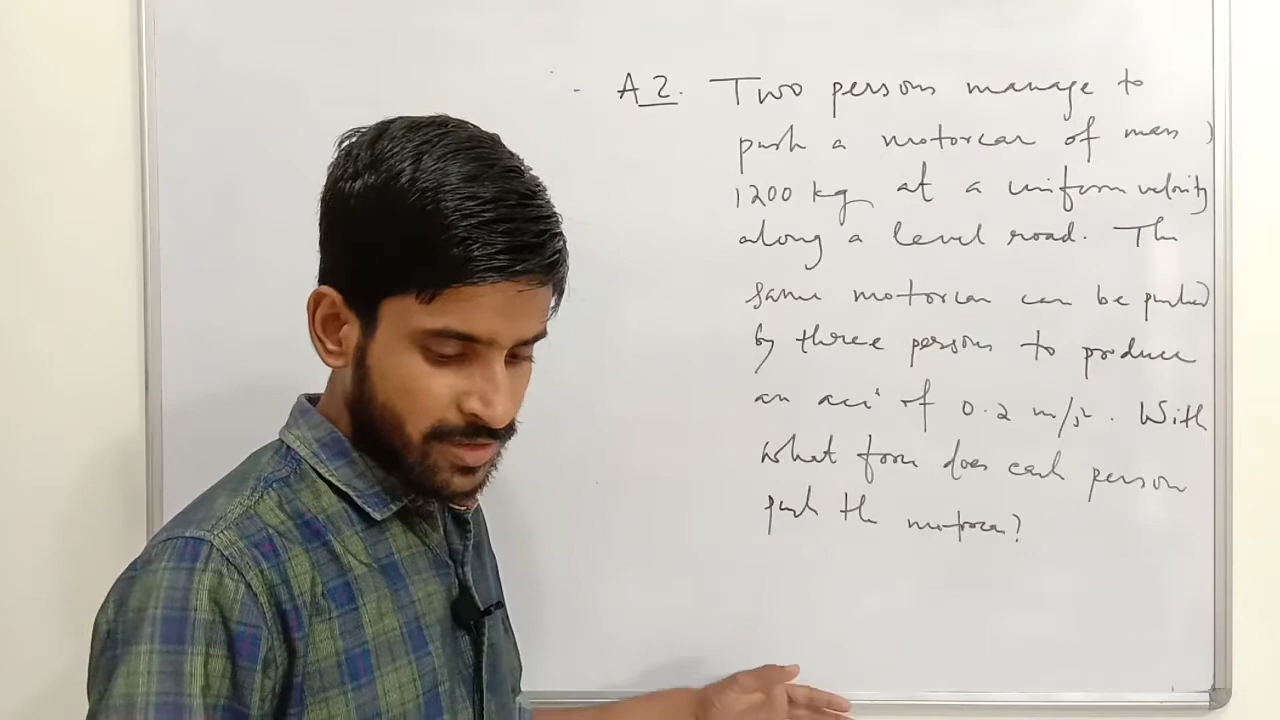 A2. Two persons manage to
push a motorcar of mass
1200 kg at a uniform velocity
along a level road. The
same motorcar can be pushed
by three persons to produce
an accⁿ of 0.2 m/s². With
what force does each person
push the motorcar?